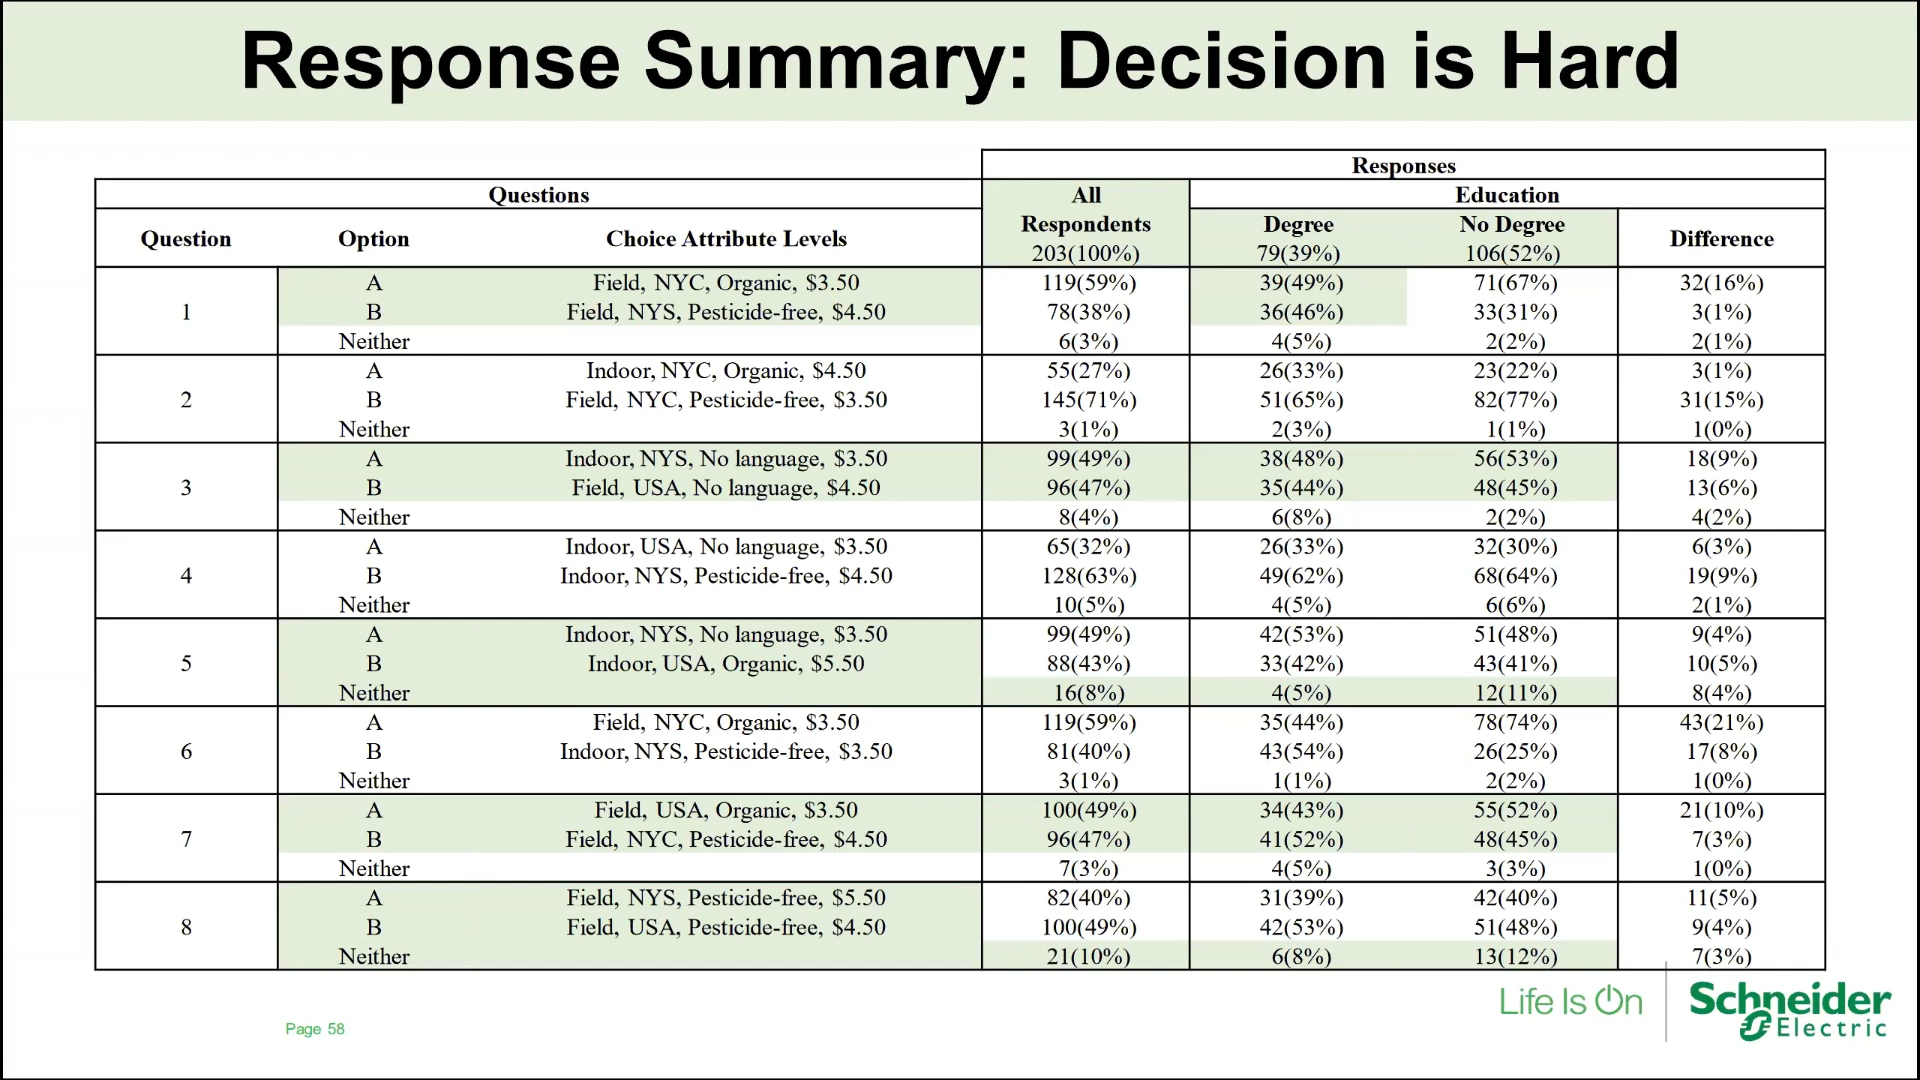 Response Summary: Decision is Hard
Responses
Questions All Education
Question Option Choice Attribute Levels Respondents Degree No Degree Difference
203(100%) 79(39%) 106(52%)
A Field, NYC, Organic, $3.50 119(59%) 39(49%) 71(67%) 32(16%)
1 B Field, NYS, Pesticide-free, $4.50 78(38%) 36(46%) 33(31%) 3(1%)
Neither 6(3%) 4(5%) 2(2%) 2(1%)
A Indoor, NYC, Organic, $4.50 55(27%) 26(33%) 23(22%) 3(1%)
2 B Field, NYC, Pesticide-free, $3.50 145(71%) 51(65%) 82(77%) 31(15%)
Neither 3(1%) 2(3%) 1(1%) 1(0%)
A Indoor, NYS, No language, $3.50 99(49%) 38(48%) 56(53%) 18(9%)
3 B Field, USA, No language, $4.50 96(47%) 35(44%) 48(45%) 13(6%)
Neither 8(4%) 6(8%) 2(2%) 4(2%)
A Indoor, USA, No language, $3.50 65(32%) 26(33%) 32(30%) 6(3%)
4 B Indoor, NYS, Pesticide-free, $4.50 128(63%) 49(62%) 68(64%) 19(9%)
Neither 10(5%) 4(5%) 6(6%) 2(1%)
A Indoor, NYS, No language, $3.50 99(49%) 42(53%) 51(48%) 9(4%)
5 B Indoor, USA, Organic, $5.50 88(43%) 33(42%) 43(41%) 10(5%)
Neither 16(8%) 4(5%) 12(11%) 8(4%)
A Field, NYC, Organic, $3.50 119(59%) 35(44%) 78(74%) 43(21%)
6 B Indoor, NYS, Pesticide-free, $3.50 81(40%) 43(54%) 26(25%) 17(8%)
Neither 3(1%) 1(1%) 2(2%) 1(0%)
A Field, USA, Organic, $3.50 100(49%) 34(43%) 55(52%) 21(10%)
7 B Field, NYC, Pesticide-free, $4.50 96(47%) 41(52%) 48(45%) 7(3%)
Neither 7(3%) 4(5%) 3(3%) 1(0%)
A Field, NYS, Pesticide-free, $5.50 82(40%) 31(39%) 42(40%) 11(5%)
8 B Field, USA, Pesticide-free, $4.50 100(49%) 42(53%) 51(48%) 9(4%)
Neither 21(10%) 6(8%) 13(12%) 7(3%)
Life Is On Schneider
Electric
Page 58